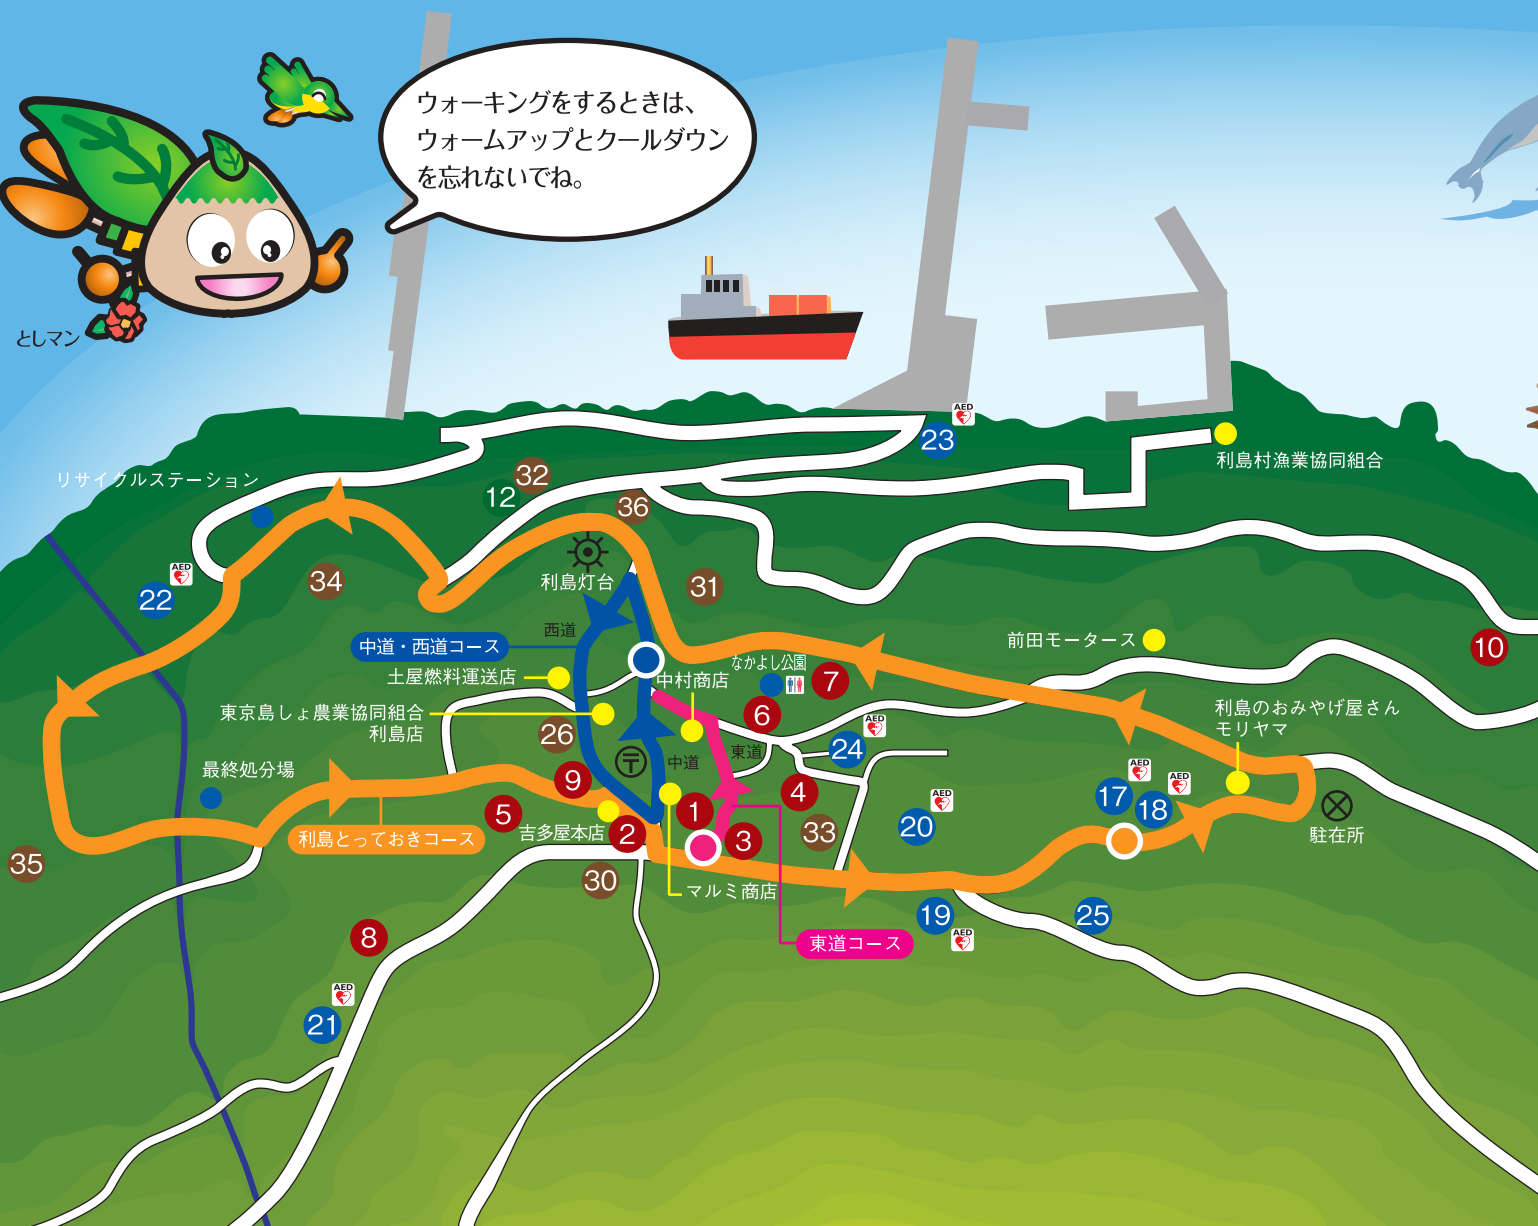 ウォーキングをするときは、
ウォームアップとクールダウン
を忘れないでね。
としマン
AED
23
利島村漁業協同組合
リサイクルステーション
32
12
36
利島灯台
AED
22
34
31
西道
中道・西道コース
前田モータース
10
土屋燃料運送店
なかよし公園
7
中村商店
東京島しょ農業協同組合
利島店
6
利島のおみやげ屋さん
モリヤマ
26
AED
24
東道
中道
最終処分場
9
AED
AED
17
18
4
AED
20
1
5
吉多屋本店
2
3
33
利島とっておきコース
駐在所
35
30
マルミ商店
19
25
AED
8
東道コース
AED
21